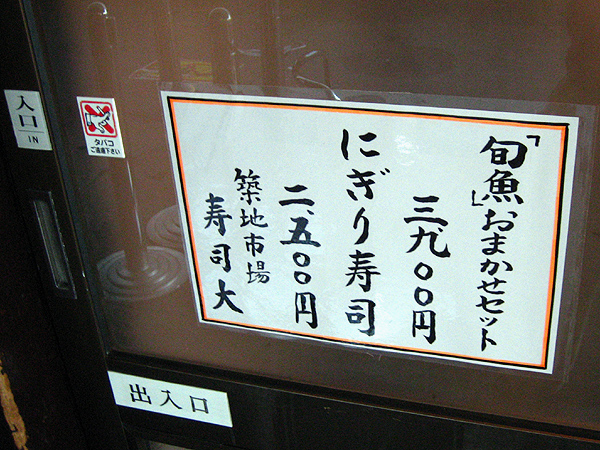 「旬魚」おまかせセット
三、九〇〇円
にぎり寿司
二、五〇〇円
築地市場
寿司大
入口
IN
タバコ
ご遠慮下さい
出入口